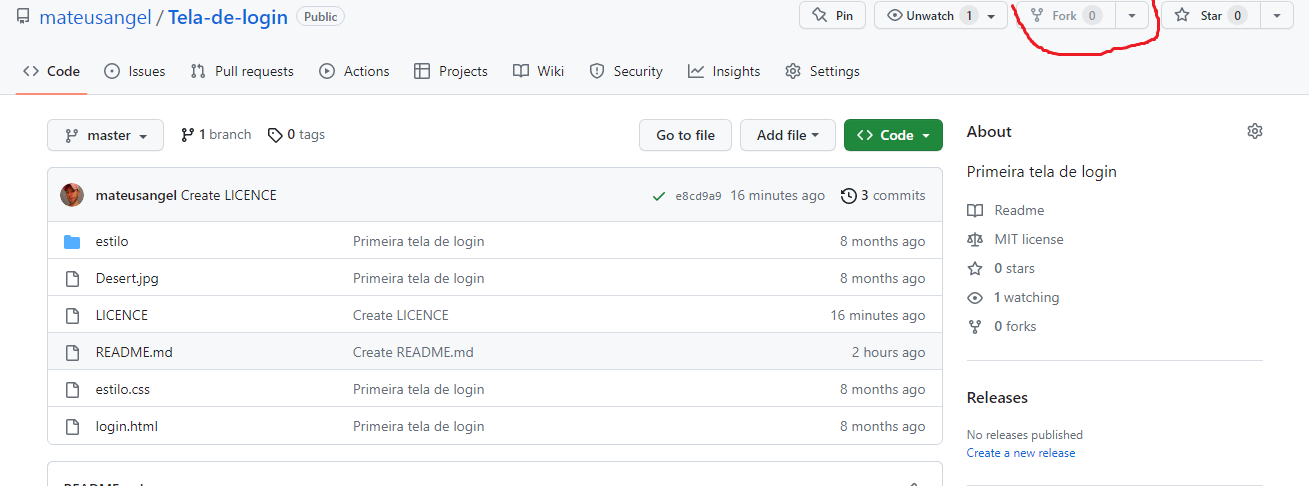 mateusangel / Tela-de-login Public
Pin Unwatch 1 Fork 0 Star 0
Code Issues Pull requests Actions Projects Wiki Security Insights Settings
master 1 branch 0 tags Go to file Add file Code
About
Primeira tela de login
mateusangel Create LICENCE e8cd9a9 16 minutes ago 3 commits
Readme
estilo Primeira tela de login 8 months ago
MIT license
Desert.jpg Primeira tela de login 8 months ago
0 stars
1 watching
LICENCE Create LICENCE 16 minutes ago
0 forks
README.md Create README.md 2 hours ago
estilo.css Primeira tela de login 8 months ago
Releases
login.html Primeira tela de login 8 months ago
No releases published
Create a new release